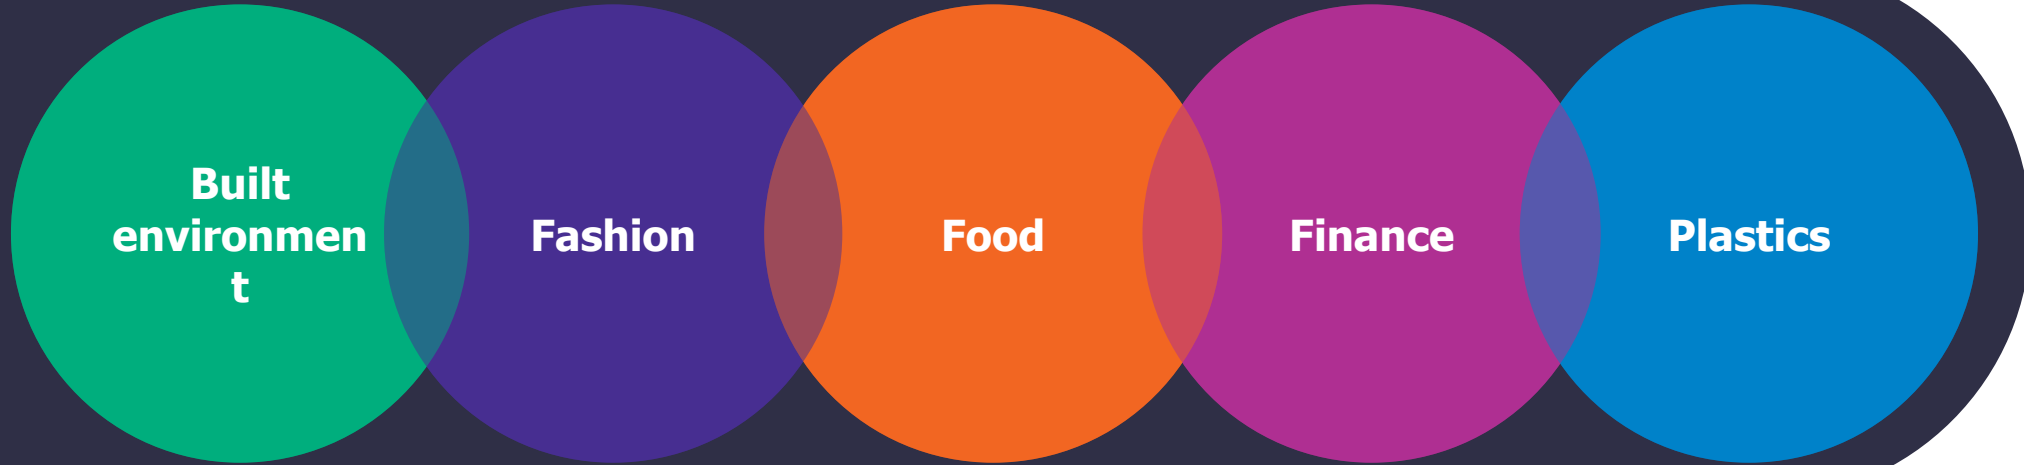 Built
environmen
t
Fashion
Food
Finance
Plastics